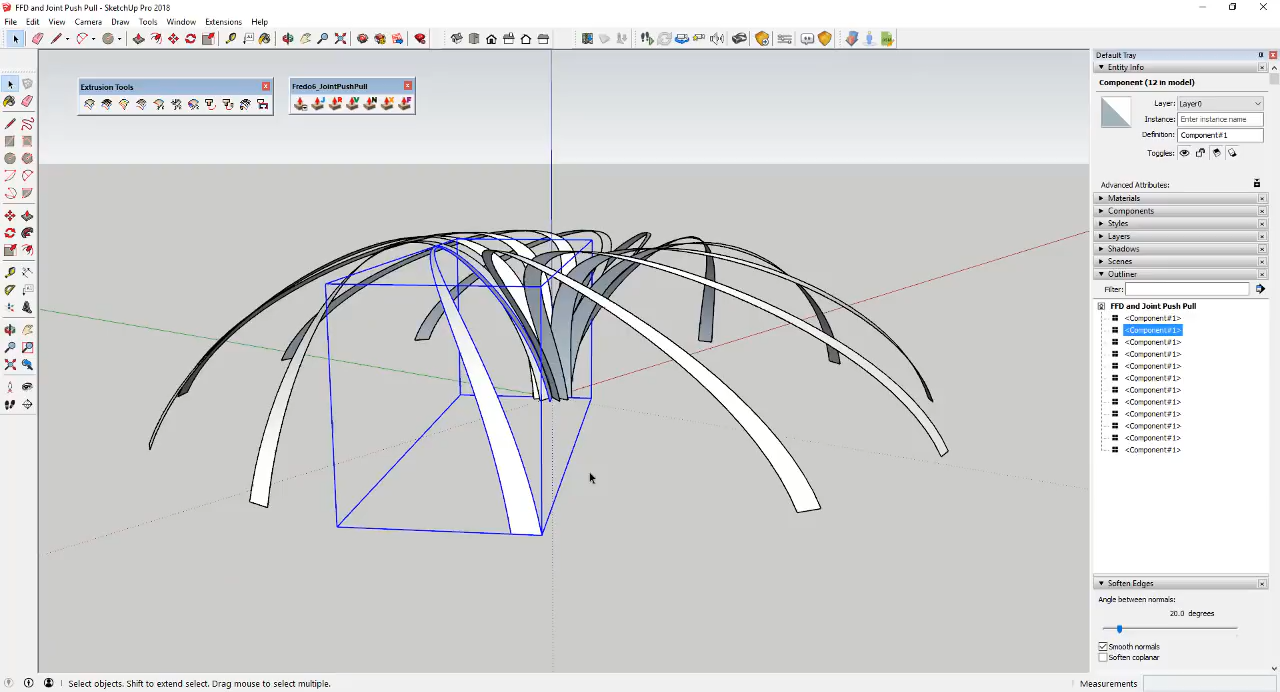 FFD and Joint Push Pull - SketchUp Pro 2018
File Edit View Camera Draw Tools Window Extensions Help
Default Tray
Entity Info
Extrusion Tools
Fredo6_JointPushPull
J R V N X F
Component (12 in model)
Layer: Layer0
Instance: Enter instance name
Definition: Component#1
Toggles:
Advanced Attributes:
Materials
Components
Styles
Layers
Shadows
Scenes
Outliner
Filter:
FFD and Joint Push Pull
<Component#1>
<Component#1>
<Component#1>
<Component#1>
<Component#1>
<Component#1>
<Component#1>
<Component#1>
<Component#1>
<Component#1>
<Component#1>
<Component#1>
Soften Edges
Angle between normals:
20.0 degrees
Smooth normals
Soften coplanar
Select objects. Shift to extend select. Drag mouse to select multiple.
Measurements